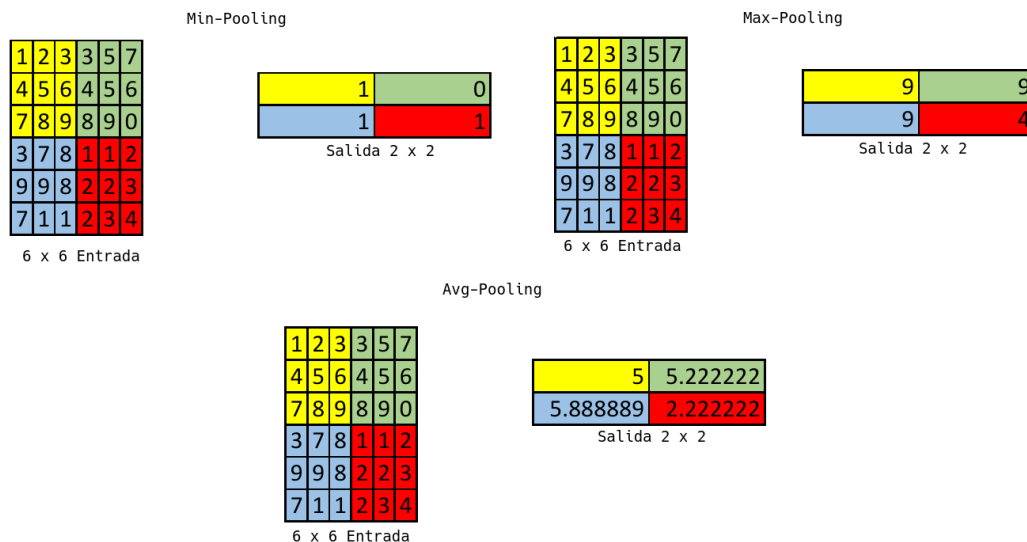 Min-Pooling
1 2 3 3 5 7
4 5 6 4 5 6
7 8 9 8 9 0
3 7 8 1 1 2
9 9 8 2 2 3
7 1 1 2 3 4
6 x 6 Entrada
1 0
1 1
Salida 2 x 2
Max-Pooling
1 2 3 3 5 7
4 5 6 4 5 6
7 8 9 8 9 0
3 7 8 1 1 2
9 9 8 2 2 3
7 1 1 2 3 4
6 x 6 Entrada
9 9
9 4
Salida 2 x 2
Avg-Pooling
1 2 3 3 5 7
4 5 6 4 5 6
7 8 9 8 9 0
3 7 8 1 1 2
9 9 8 2 2 3
7 1 1 2 3 4
6 x 6 Entrada
5 5.222222
5.888889 2.222222
Salida 2 x 2